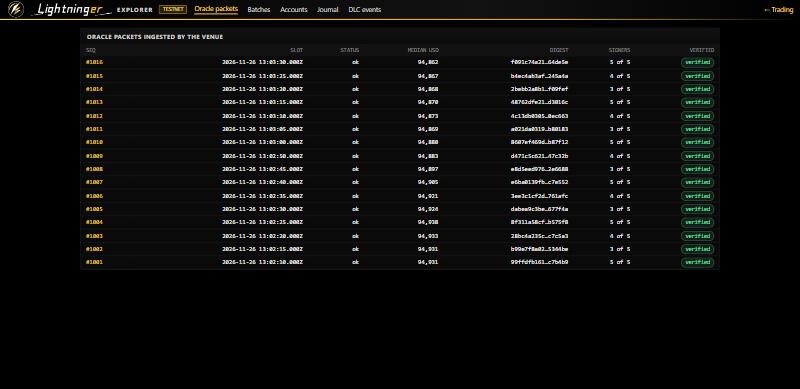 Lightninger EXPLORER TESTNET Oracle packets Batches Accounts Journal DLC events ← Trading
ORACLE PACKETS INGESTED BY THE VENUE
SEQ SLOT STATUS MEDIAN USD DIGEST SIGNERS VERIFIED
#1016 2026-11-26 13:03:30.000Z ok 94,862 f091c74e21…64de5e 5 of 5 verified
#1015 2026-11-26 13:03:25.000Z ok 94,867 b4ec4ab3af…245a4a 4 of 5 verified
#1014 2026-11-26 13:03:20.000Z ok 94,868 2bebb2a8b1…f09fef 3 of 5 verified
#1013 2026-11-26 13:03:15.000Z ok 94,870 48762dfe21…d3016c 5 of 5 verified
#1012 2026-11-26 13:03:10.000Z ok 94,873 4c13db0305…0ec663 4 of 5 verified
#1011 2026-11-26 13:03:05.000Z ok 94,869 a021da0319…b80183 3 of 5 verified
#1010 2026-11-26 13:03:00.000Z ok 94,880 8607ef469d…b87f12 5 of 5 verified
#1009 2026-11-26 13:02:50.000Z ok 94,883 d471c5c621…47c32b 4 of 5 verified
#1008 2026-11-26 13:02:45.000Z ok 94,897 e8d5eed976…2e6688 3 of 5 verified
#1007 2026-11-26 13:02:40.000Z ok 94,905 e6ba0139fb…c7e552 5 of 5 verified
#1006 2026-11-26 13:02:35.000Z ok 94,921 3ee3c1cf2d…761afc 4 of 5 verified
#1005 2026-11-26 13:02:30.000Z ok 94,924 dabea9c3be…677f4a 3 of 5 verified
#1004 2026-11-26 13:02:25.000Z ok 94,938 8f311a58cf…b575f8 5 of 5 verified
#1003 2026-11-26 13:02:20.000Z ok 94,933 28bc4a235c…c7c5a3 4 of 5 verified
#1002 2026-11-26 13:02:15.000Z ok 94,931 b99e7f8a02…5344be 3 of 5 verified
#1001 2026-11-26 13:02:10.000Z ok 94,931 99ffdfb161…c7b4b9 5 of 5 verified